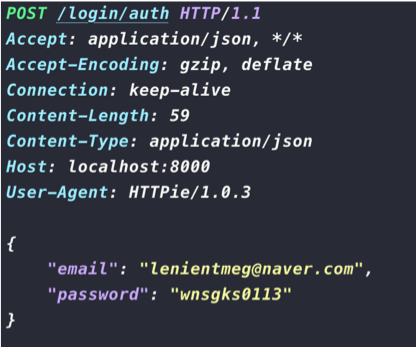 POST /login/auth HTTP/1.1
Accept: application/json, */*
Accept-Encoding: gzip, deflate
Connection: keep-alive
Content-Length: 59
Content-Type: application/json
Host: localhost:8000
User-Agent: HTTPie/1.0.3
{
"email": "lenientmeg@naver.com",
"password": "wnsgks0113"
}